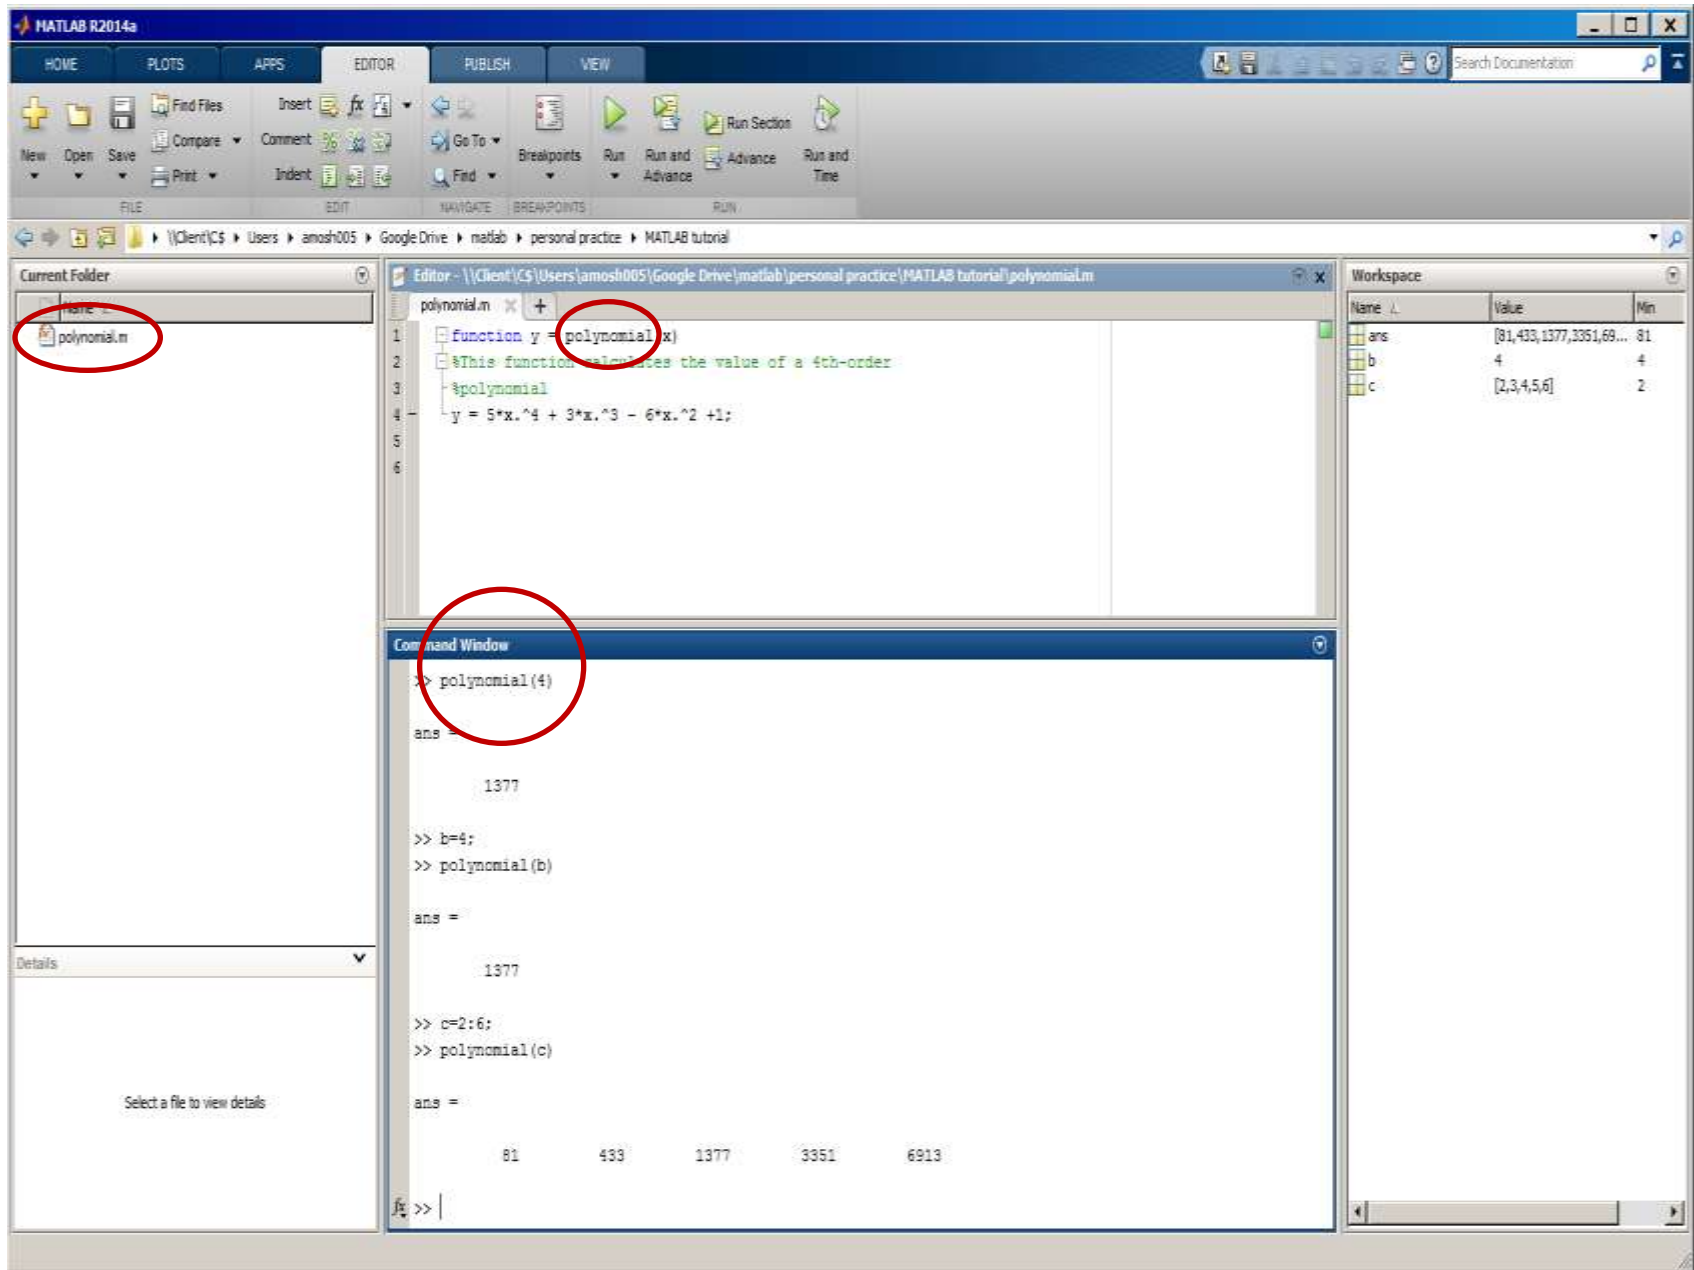 MATLAB R2014a
HOME PLOTS APPS EDITOR PUBLISH VIEW
Search Documentation
New Open Save
Find Files
Compare
Print
FILE
Insert fx
Comment
Indent
EDIT
Go To
Find
NAVIGATE
Breakpoints
BREAKPOINTS
Run
Run and Advance
Run Section
Advance
Run and Time
RUN
\\Client\C$ Users amosh005 Google Drive matlab personal practice MATLAB tutorial
Current Folder
Name
polynomial.m
Details
Select a file to view details
Editor - \\Client\C$\Users\amosh005\Google Drive\matlab\personal practice\MATLAB tutorial\polynomial.m
polynomial.m
1 function y = polynomial(x)
2 %This function calculates the value of a 4th-order
3 %polynomial
4 - y = 5*x.^4 + 3*x.^3 - 6*x.^2 +1;
5
6
Command Window
>> polynomial(4)
ans =
1377
>> b=4;
>> polynomial(b)
ans =
1377
>> c=2:6;
>> polynomial(c)
ans =
81 433 1377 3351 6913
fx >>
Workspace
Name Value Min
ans [81,433,1377,3351,69... 81
b 4 4
c [2,3,4,5,6] 2